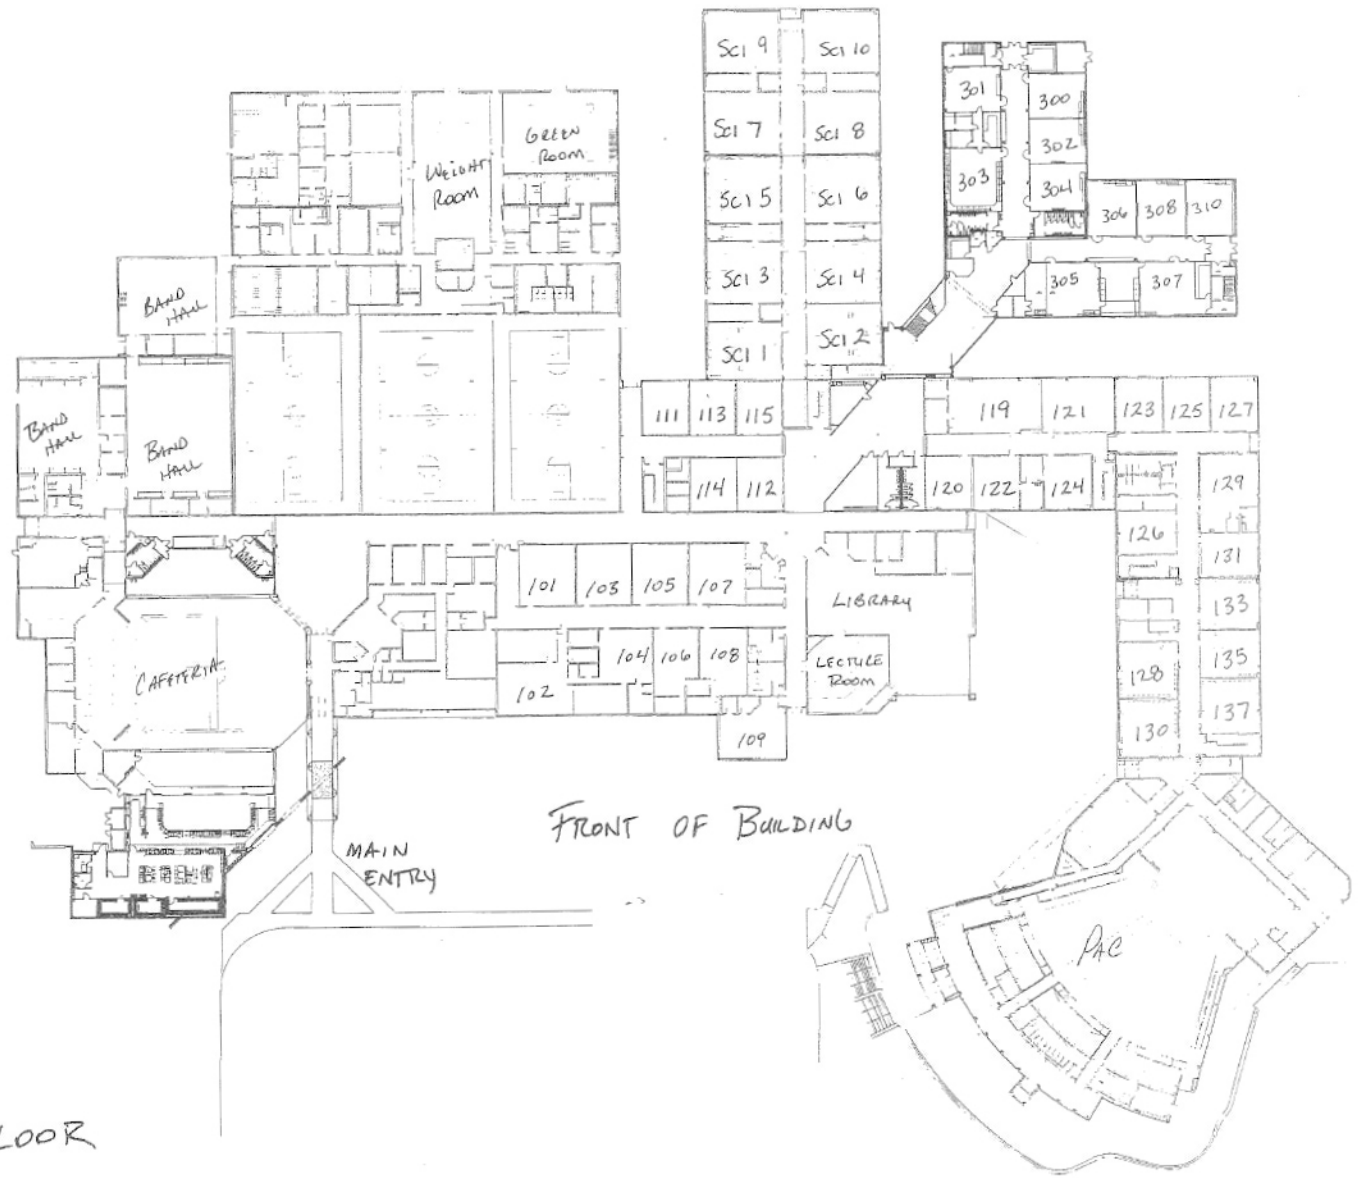 Sci 9
Sci 10
301
300
Sci 7
Sci 8
GREEN
ROOM
302
WEIGHT
ROOM
303
304
Sci 5
Sci 6
306
308
310
Sci 3
Sci 4
305
307
BAND
HALL
Sci 1
Sci 2
111
113
115
119
121
123
125
127
BAND
HALL
BAND
HALL
114
112
120
122
124
129
126
131
101
103
105
107
LIBRARY
133
CAFETERIA
102
104
106
108
LECTURE
ROOM
128
135
109
130
137
FRONT OF BUILDING
MAIN
ENTRY
PAC
LOOR